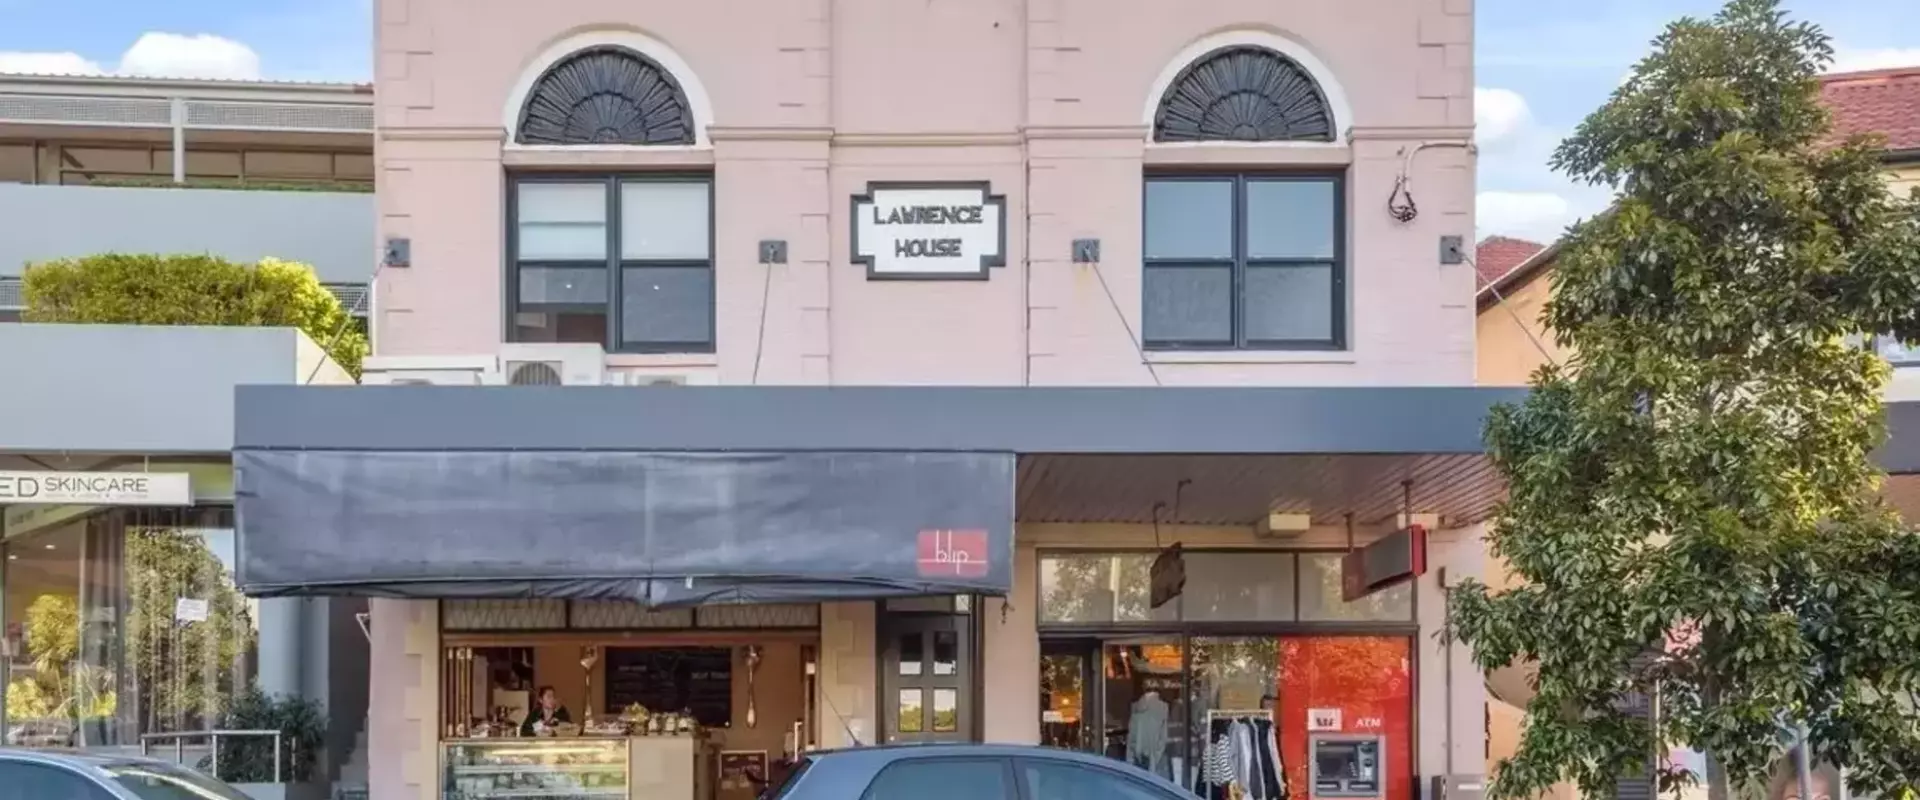 LAWRENCE
HOUSE
ED SKINCARE
blip
ATM